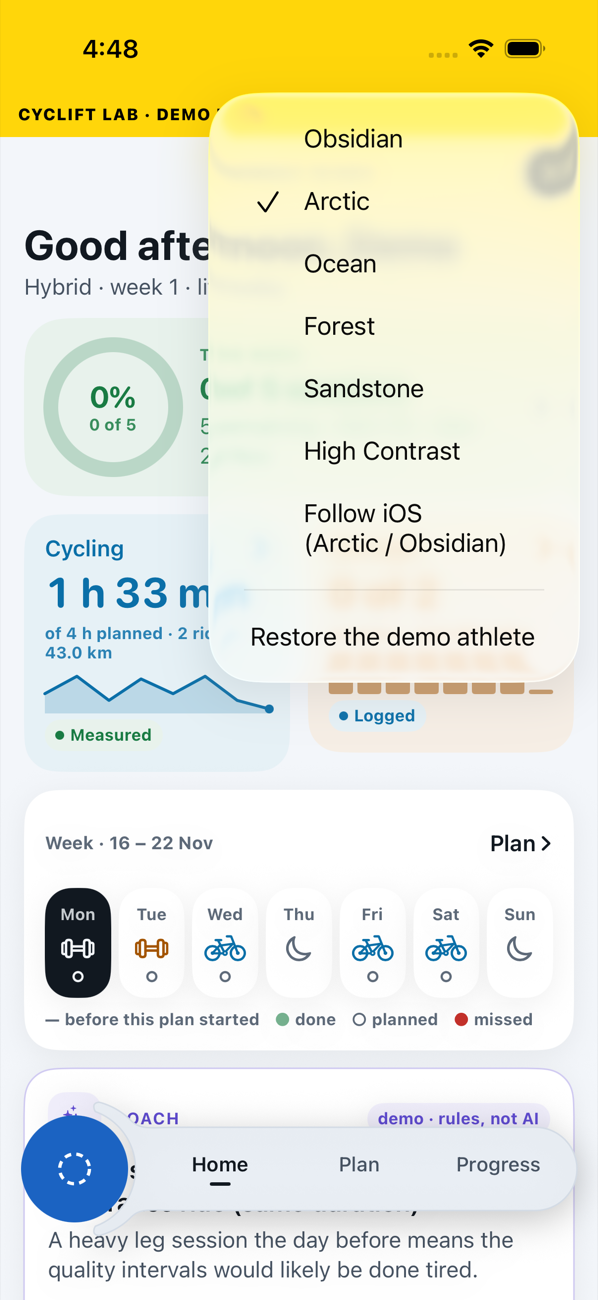 4:48
CYCLIFT LAB · DEMO
Obsidian
Arctic
Ocean
Forest
Sandstone
High Contrast
Follow iOS
(Arctic / Obsidian)
Restore the demo athlete
Good afte
Hybrid · week 1 ·
0%
0 of 5
Cycling
1 h 33 m
of 4 h planned · 2
43.0 km
Measured
Logged
Week · 16 – 22 Nov
Plan
Mon
Tue
Wed
Thu
Fri
Sat
Sun
— before this plan started
done
planned
missed
OACH
demo · rules, not AI
Home
Plan
Progress
A heavy leg session the day before means the
quality intervals would likely be done tired.